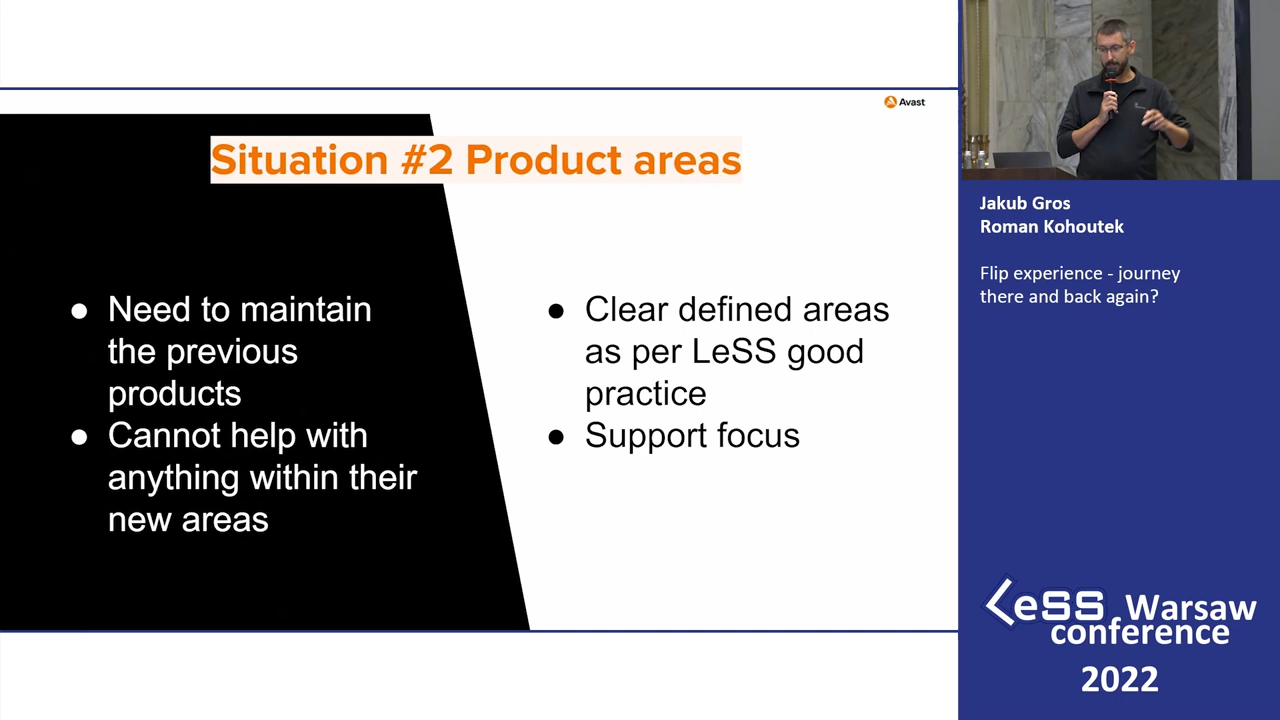 Avast
Situation #2 Product areas
● Need to maintain
the previous
products
● Cannot help with
anything within their
new areas
● Clear defined areas
as per LeSS good
practice
● Support focus
Jakub Gros
Roman Kohoutek
Flip experience - journey
there and back again?
LeSS Warsaw
conference
2022